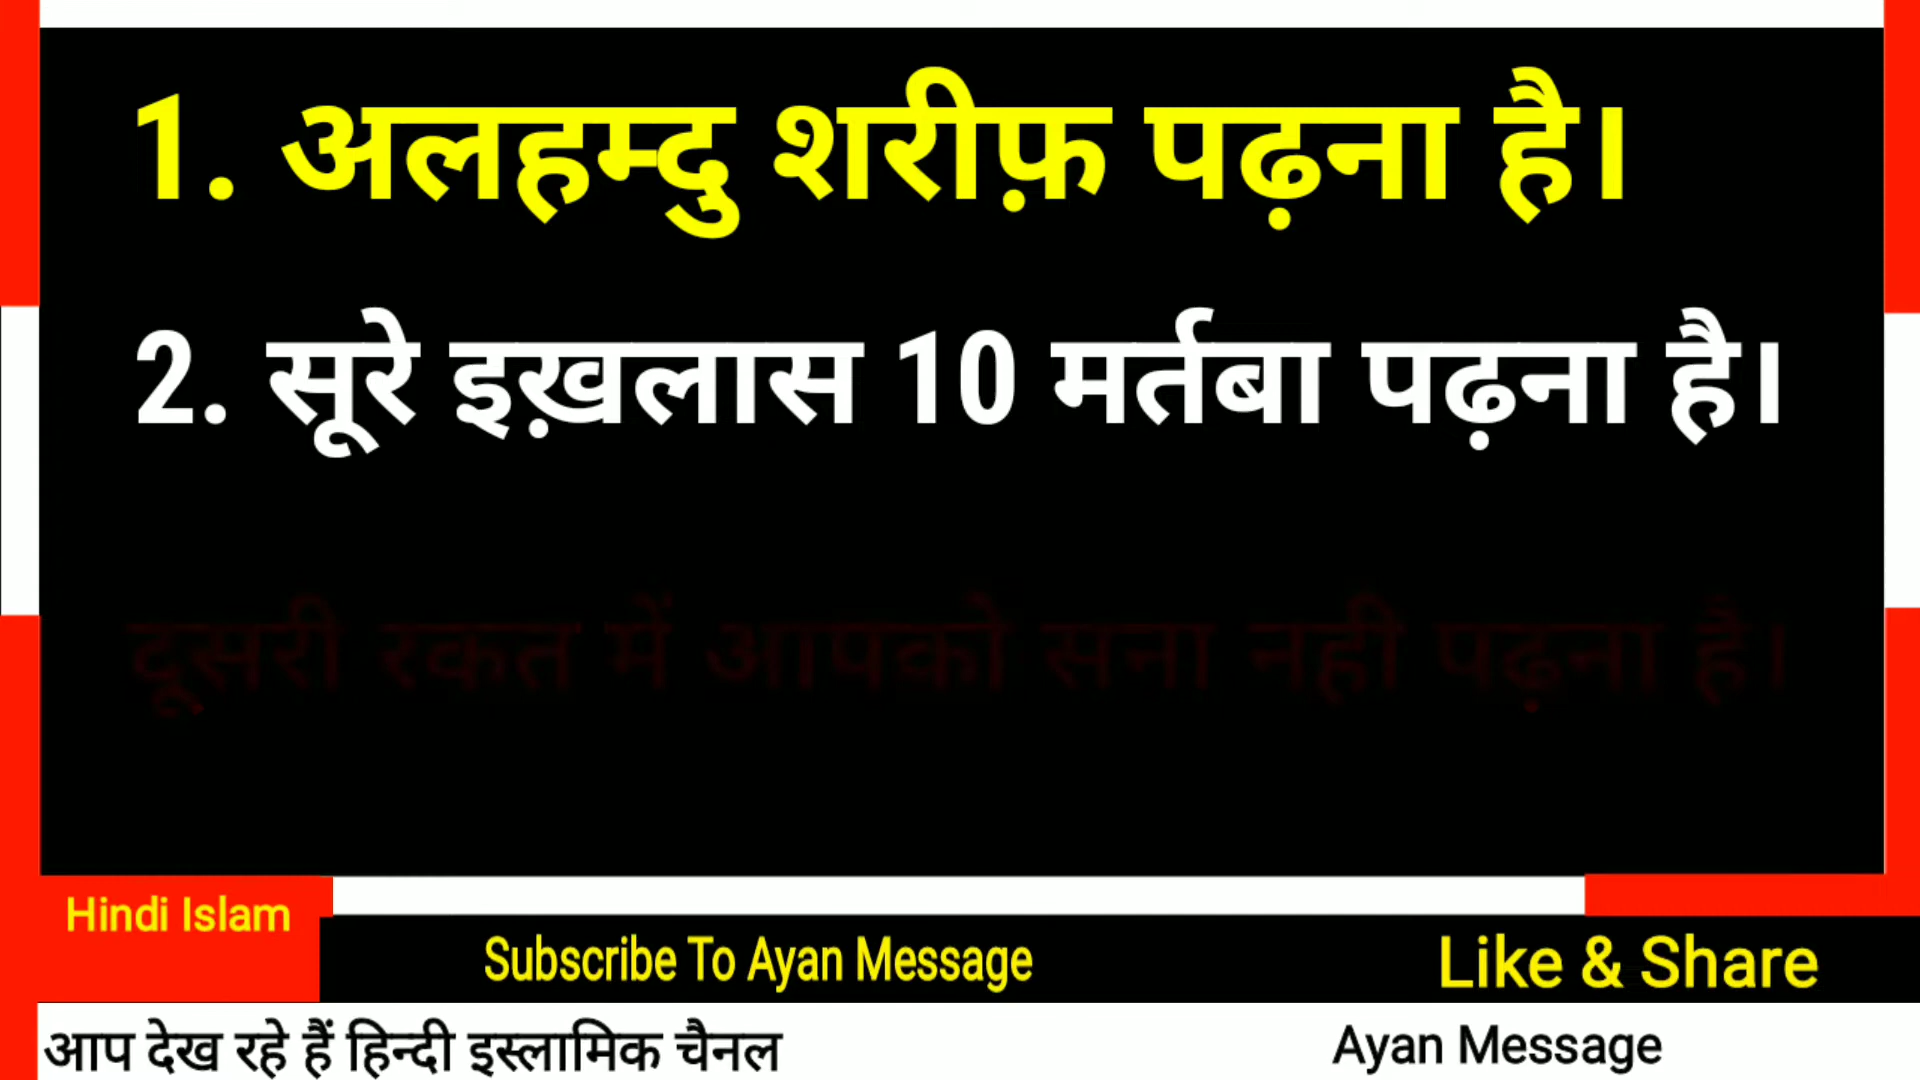 1. अलहम्दु शरीफ़ पढ़ना है।
2. सूरे इख़लास 10 मर्तबा पढ़ना है।
दूसरी रकत में आपको सना नही पढ़ना है।
Hindi Islam
Subscribe To Ayan Message
Like & Share
आप देख रहे हैं हिन्दी इस्लामिक चैनल
Ayan Message